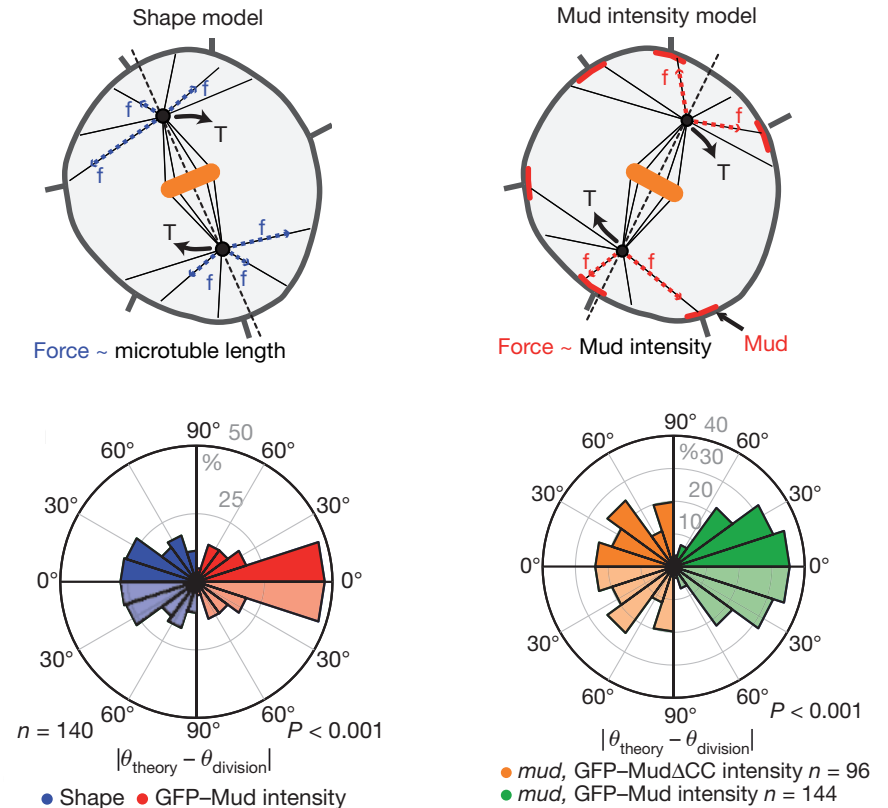 Shape model
Mud intensity model
f
f
f
T
T
f
f
f
Force ~ microtuble length
f
f
T
T
f
f
Force ~ Mud intensity
Mud
90°
50
%
25
60°
60°
30°
30°
0°
0°
30°
30°
60°
60°
90°
n = 140
P < 0.001
|θtheory − θdivision|
Shape
GFP–Mud intensity
90°
40
%
30
20
10
60°
60°
30°
30°
0°
0°
30°
30°
60°
60°
90°
P < 0.001
|θtheory − θdivision|
mud, GFP–MudΔCC intensity n = 96
mud, GFP–Mud intensity n = 144